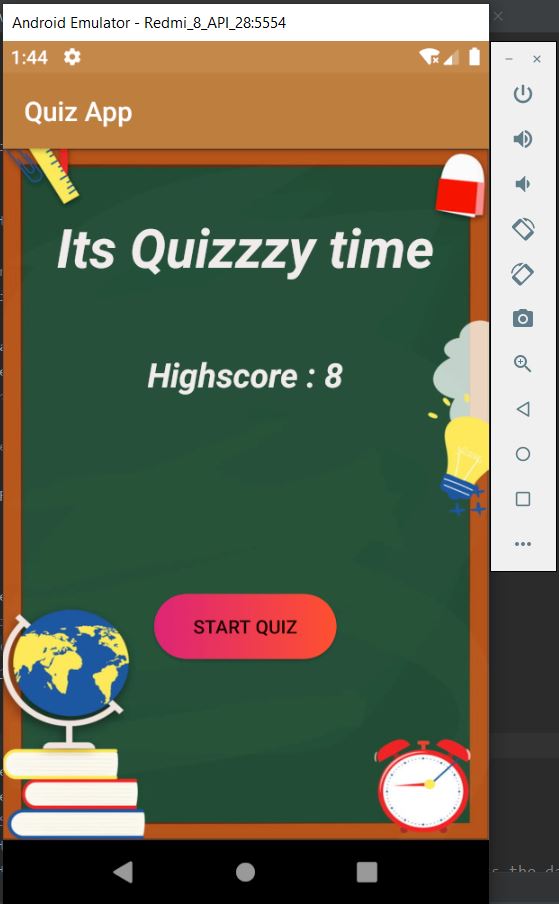 Android Emulator - Redmi_8_API_28:5554
1:44
Quiz App
Its Quizzzy time
Highscore : 8
START QUIZ